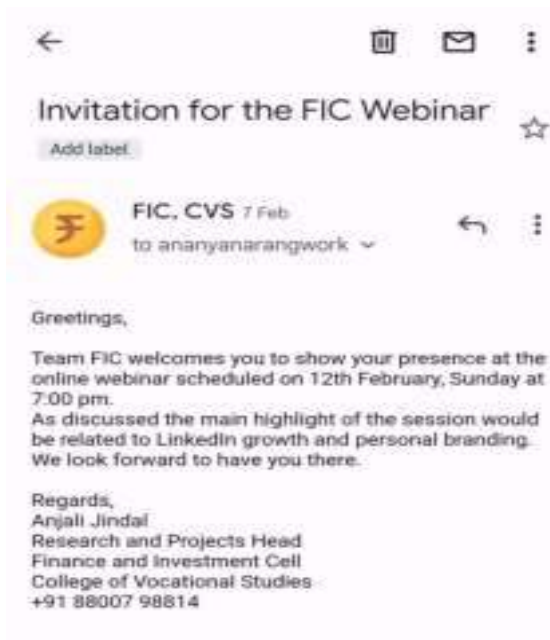 Invitation for the FIC Webinar
Add label
FIC, CVS 7 Feb
to ananyanarangwork
Greetings,
Team FIC welcomes you to show your presence at the
online webinar scheduled on 12th February, Sunday at
7:00 pm.
As discussed the main highlight of the session would
be related to LinkedIn growth and personal branding.
We look forward to have you there.
Regards,
Anjali Jindal
Research and Projects Head
Finance and Investment Cell
College of Vocational Studies
+91 88007 98814